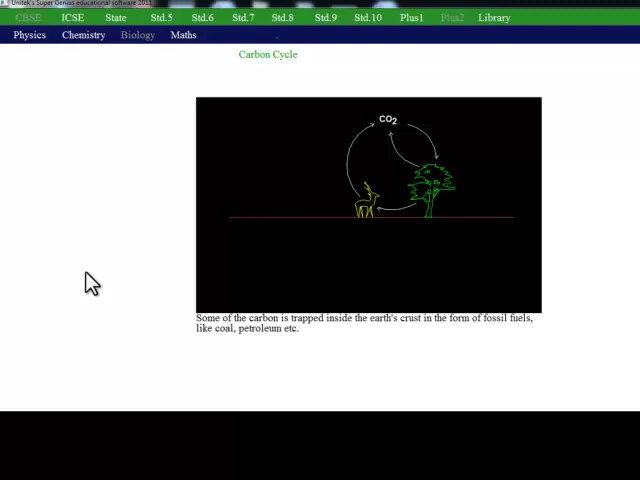 Unitek's Super Genius educational software 2011
CBSE ICSE State Std.5 Std.6 Std.7 Std.8 Std.9 Std.10 Plus1 Plus2 Library
Physics Chemistry Biology Maths
Carbon Cycle
CO2
Some of the carbon is trapped inside the earth's crust in the form of fossil fuels,
like coal, petroleum etc.